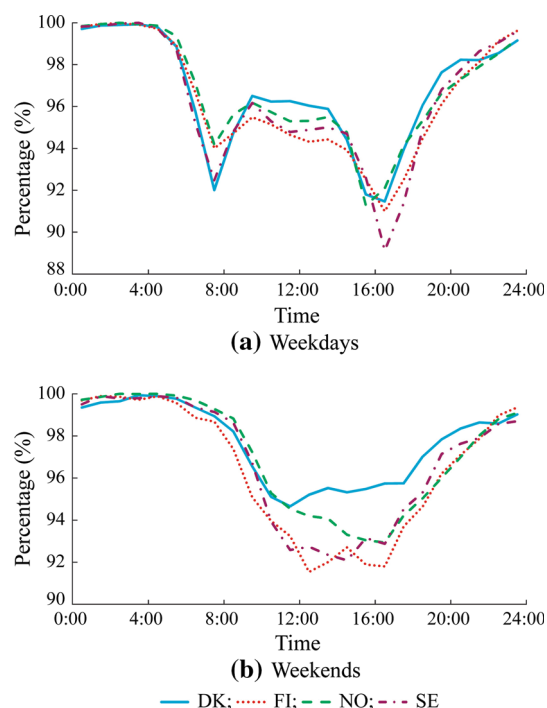 100
98
96
94
92
90
88
Percentage (%)
0:00 4:00 8:00 12:00 16:00 20:00 24:00
Time
(a) Weekdays
100
98
96
94
92
90
Percentage (%)
0:00 4:00 8:00 12:00 16:00 20:00 24:00
Time
(b) Weekends
DK; FI; NO; SE